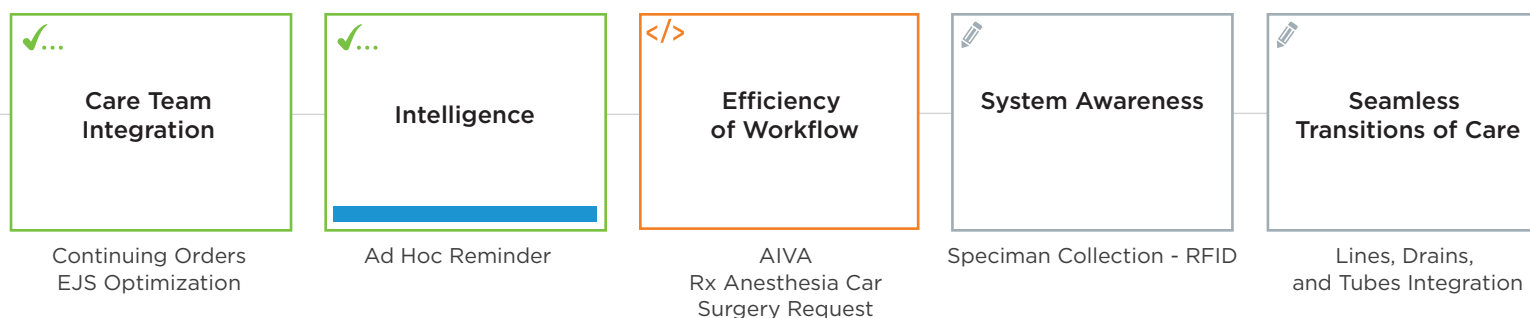 </>
Care Team
Integration
Continuing Orders
EJS Optimization
Intelligence
Ad Hoc Reminder
Efficiency
of Workflow
AIVA
Rx Anesthesia Car
Surgery Request
System Awareness
Speciman Collection - RFID
Seamless
Transitions of Care
Lines, Drains,
and Tubes Integration